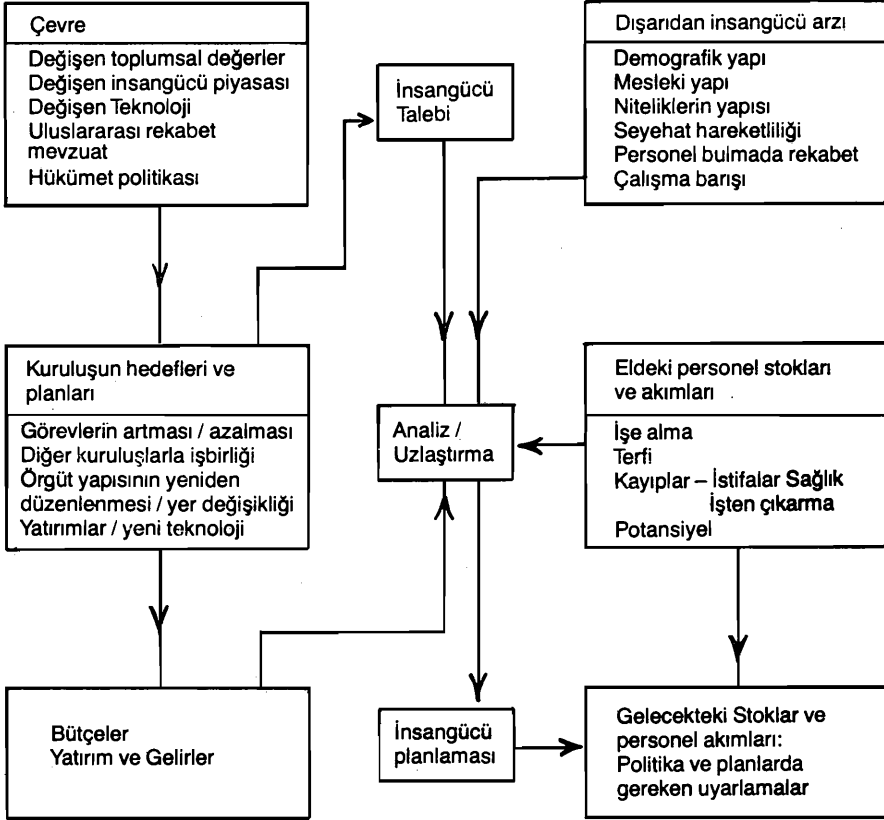 Çevre
Değişen toplumsal değerler
Değişen insangücü piyasası
Değişen Teknoloji
Uluslararası rekabet
mevzuat
Hükümet politikası
İnsangücü
Talebi
Dışarıdan insangücü arzı
Demografik yapı
Mesleki yapı
Niteliklerin yapısı
Seyehat hareketliliği
Personel bulmada rekabet
Çalışma barışı
Kuruluşun hedefleri ve
planları
Görevlerin artması / azalması
Diğer kuruluşlarla işbirliği
Örgüt yapısının yeniden
düzenlenmesi / yer değişikliği
Yatırımlar / yeni teknoloji
Analiz /
Uzlaştırma
Eldeki personel stokları
ve akımları
İşe alma
Terfi
Kayıplar – İstifalar Sağlık
İşten çıkarma
Potansiyel
Bütçeler
Yatırım ve Gelirler
İnsangücü
planlaması
Gelecekteki Stoklar ve
personel akımları:
Politika ve planlarda
gereken uyarlamalar